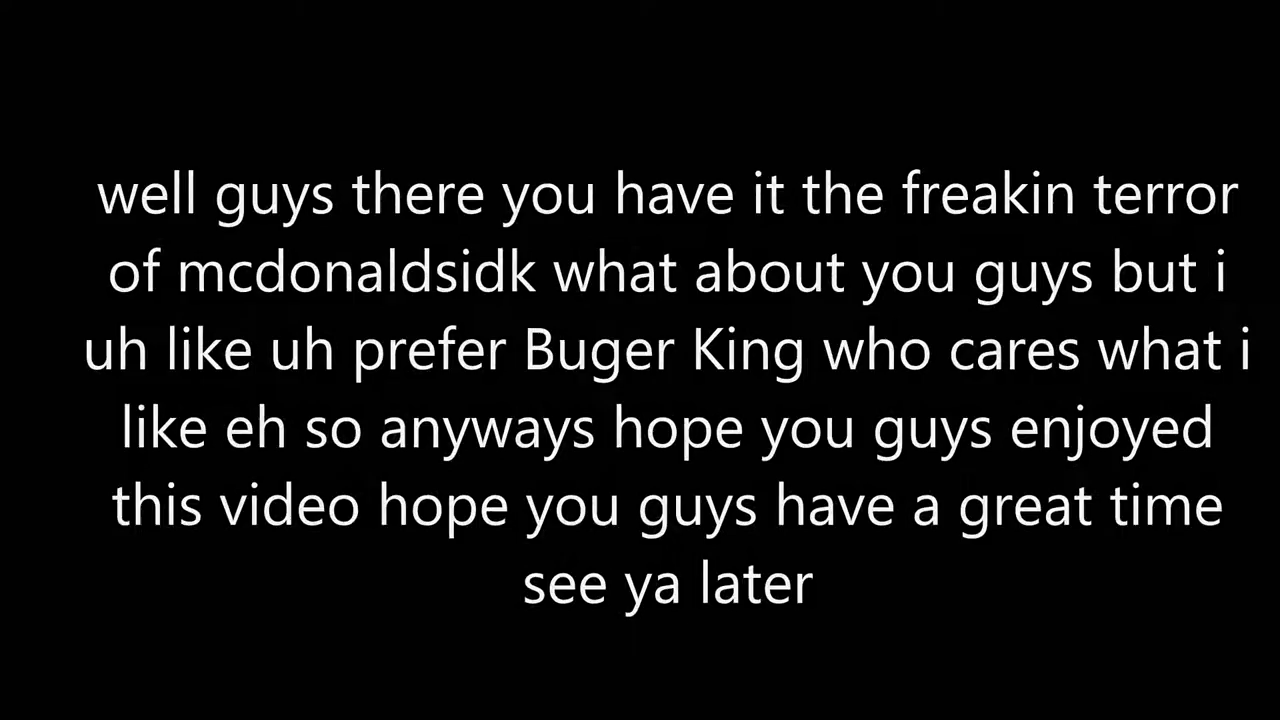 well guys there you have it the freakin terror
of mcdonaldsidk what about you guys but i
uh like uh prefer Buger King who cares what i
like eh so anyways hope you guys enjoyed
this video hope you guys have a great time
see ya later